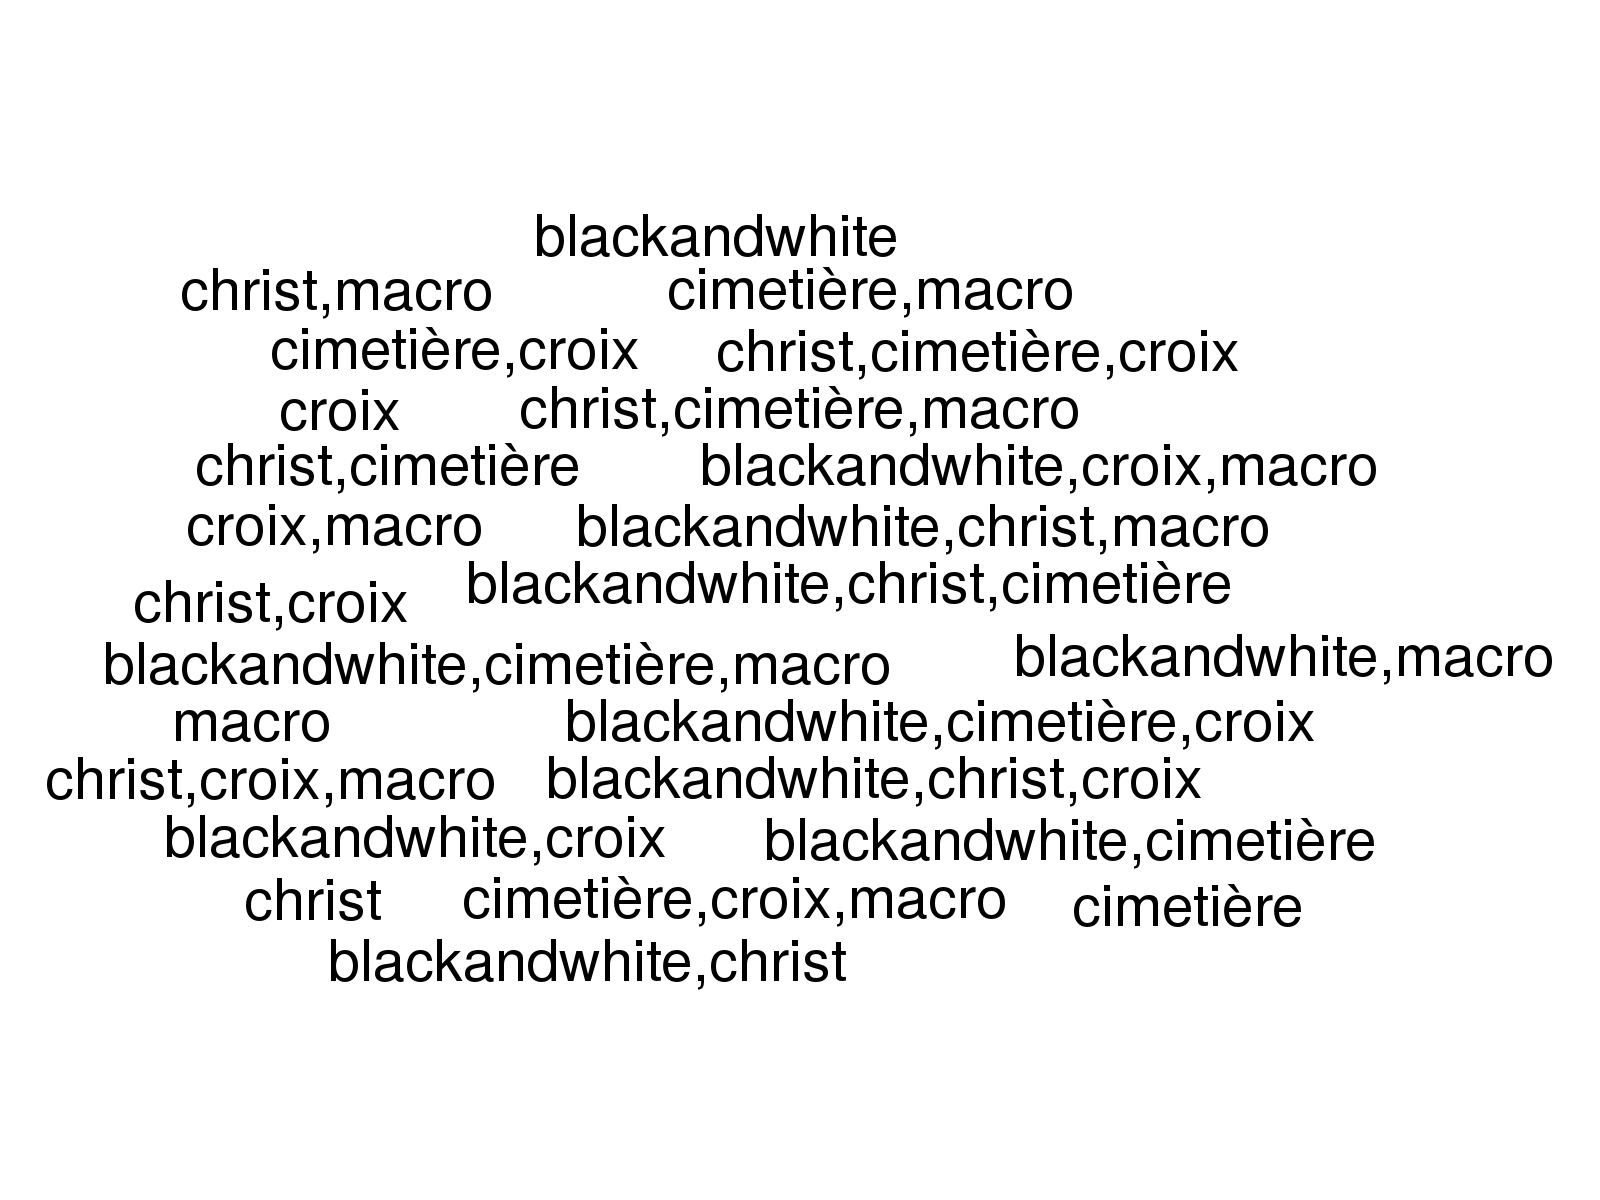 blackandwhite
christ,macro cimetière,macro
cimetière,croix christ,cimetière,croix
croix christ,cimetière,macro
christ,cimetière blackandwhite,croix,macro
croix,macro blackandwhite,christ,macro
christ,croix blackandwhite,christ,cimetière
blackandwhite,cimetière,macro blackandwhite,macro
macro blackandwhite,cimetière,croix
christ,croix,macro blackandwhite,christ,croix
blackandwhite,croix blackandwhite,cimetière
christ cimetière,croix,macro cimetière
blackandwhite,christ